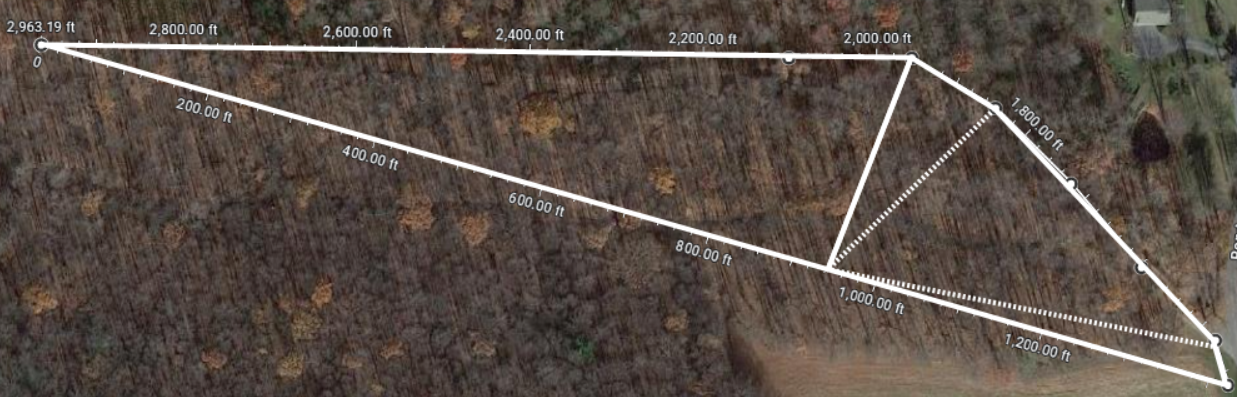 2,963.19 ft
2,800.00 ft
2,600.00 ft
2,400.00 ft
2,200.00 ft
2,000.00 ft
0
200.00 ft
400.00 ft
600.00 ft
800.00 ft
1,000.00 ft
1,200.00 ft
1,800.00 ft